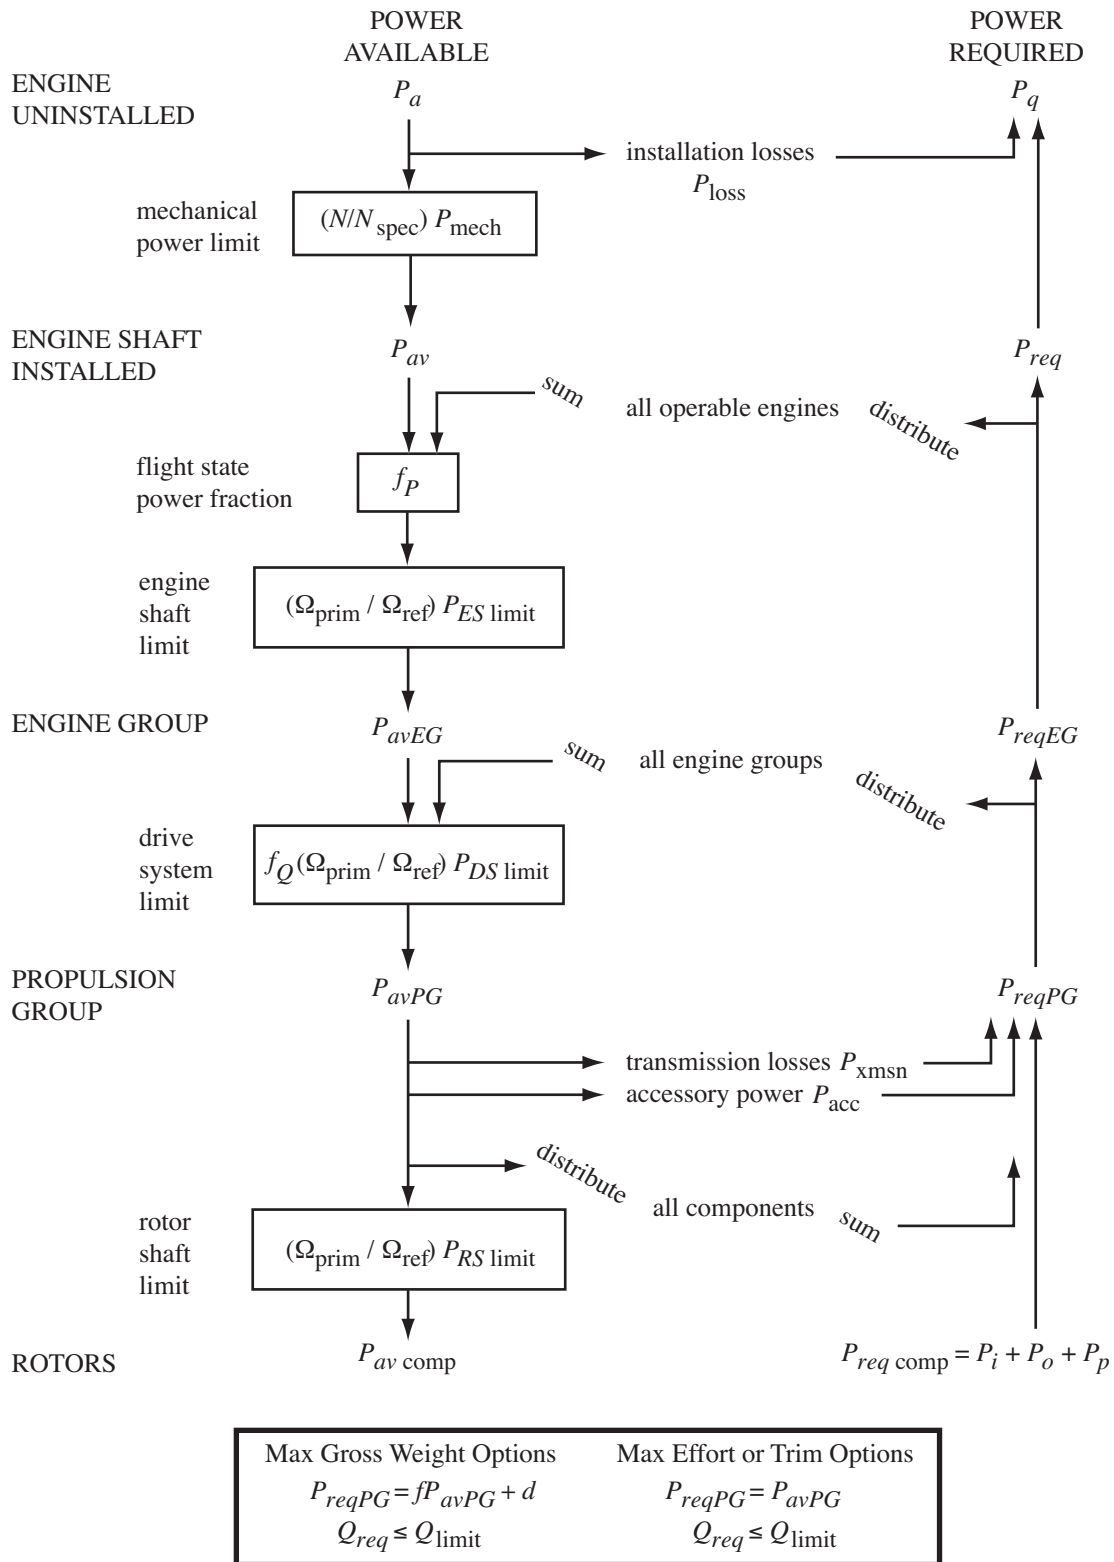 POWER AVAILABLE
POWER REQUIRED
ENGINE UNINSTALLED
P_a
P_q
installation losses
P_loss
mechanical power limit
(N/N_spec) P_mech
ENGINE SHAFT INSTALLED
P_av
P_req
sum
all operable engines
distribute
flight state power fraction
f_P
engine shaft limit
(Ω_prim / Ω_ref) P_ES limit
ENGINE GROUP
P_avEG
P_reqEG
sum
all engine groups
distribute
drive system limit
f_Q(Ω_prim / Ω_ref) P_DS limit
PROPULSION GROUP
P_avPG
P_reqPG
transmission losses P_xmsn
accessory power P_acc
distribute
all components
sum
rotor shaft limit
(Ω_prim / Ω_ref) P_RS limit
ROTORS
P_av comp
P_req comp = P_i + P_o + P_p
Max Gross Weight Options
P_reqPG = fP_avPG + d
Q_req ≤ Q_limit
Max Effort or Trim Options
P_reqPG = P_avPG
Q_req ≤ Q_limit